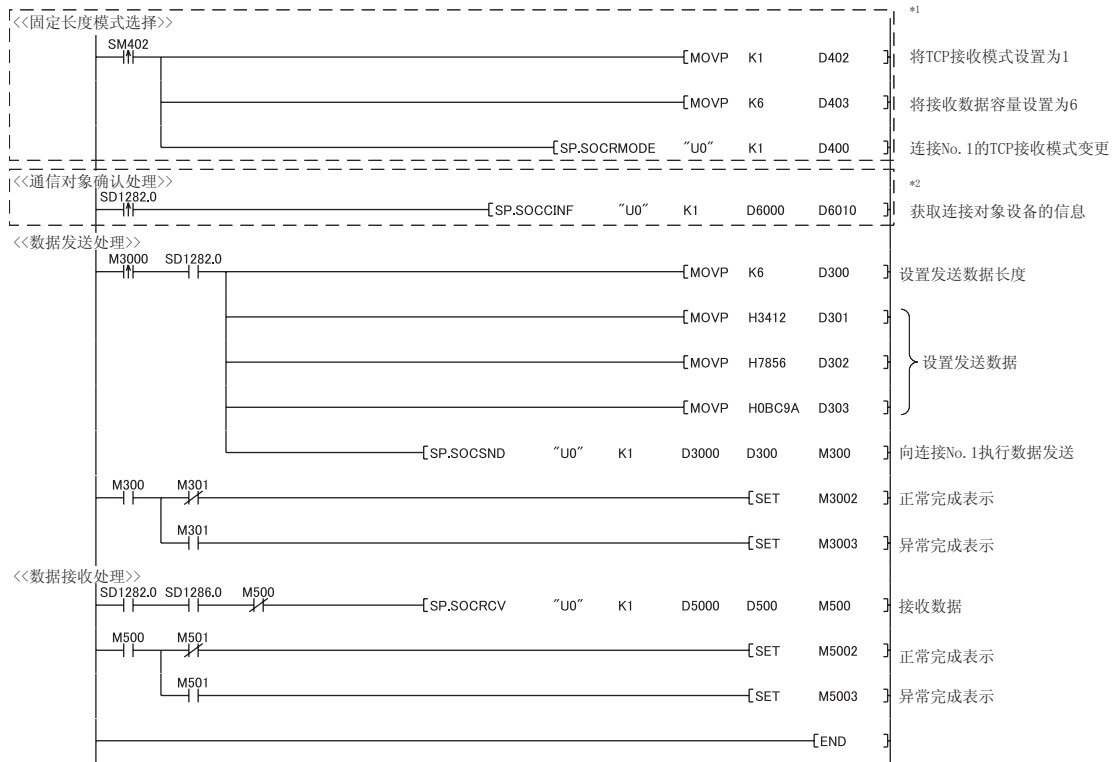 <<固定长度模式选择>> *1
SM402
MOVP K1 D402 将TCP接收模式设置为1
MOVP K6 D403 将接收数据容量设置为6
SP.SOCRMODE "U0" K1 D400 连接No.1的TCP接收模式变更
<<通信对象确认处理>> *2
SD1282.0
SP.SOCCINF "U0" K1 D6000 D6010 获取连接对象设备的信息
<<数据发送处理>>
M3000 SD1282.0
MOVP K6 D300 设置发送数据长度
MOVP H3412 D301
MOVP H7856 D302 设置发送数据
MOVP H0BC9A D303
SP.SOCSND "U0" K1 D3000 D300 M300 向连接No.1执行数据发送
M300 M301
SET M3002 正常完成表示
M301
SET M3003 异常完成表示
<<数据接收处理>>
SD1282.0 SD1286.0 M500
SP.SOCRCV "U0" K1 D5000 D500 M500 接收数据
M500 M501
SET M5002 正常完成表示
M501
SET M5003 异常完成表示
END